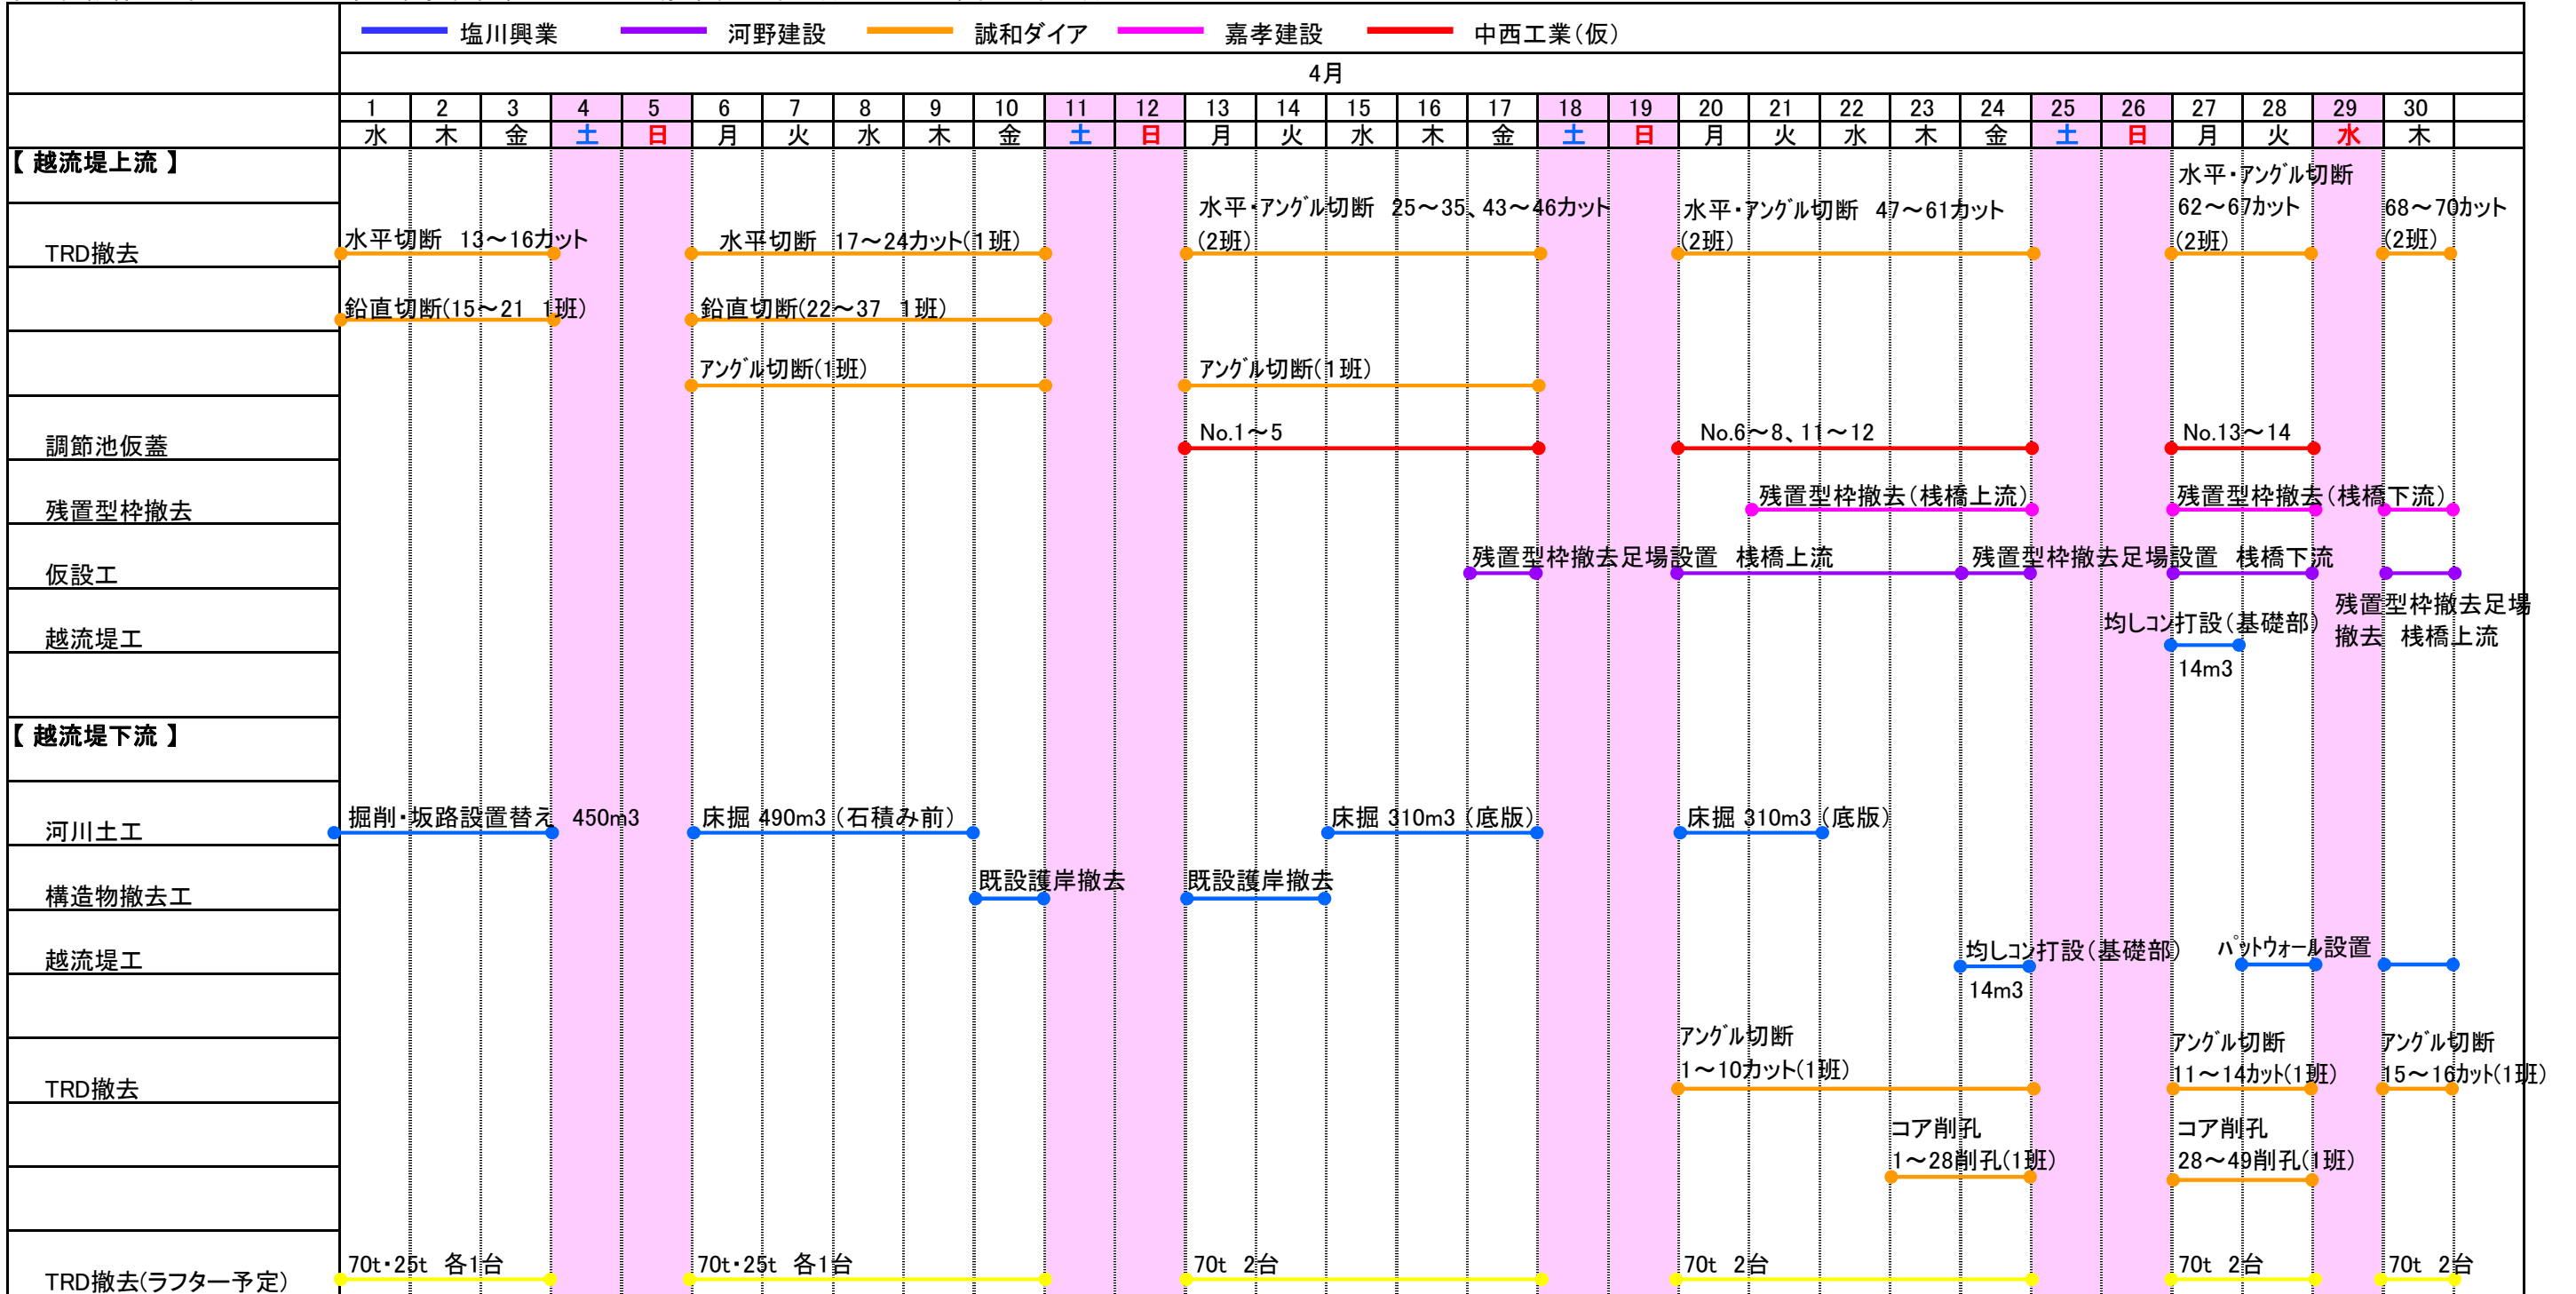 塩川興業 河野建設 誠和ダイア 嘉孝建設 中西工業(仮)
4月
1 2 3 4 5 6 7 8 9 10 11 12 13 14 15 16 17 18 19 20 21 22 23 24 25 26 27 28 29 30
水 木 金 土 日 月 火 水 木 金 土 日 月 火 水 木 金 土 日 月 火 水 木 金 土 日 月 火 水 木
【 越流堤上流 】
TRD撤去
水平切断 13～16カット
水平切断 17～24カット(1班)
水平・アングル切断 25～35、43～46カット
(2班)
水平・アングル切断 47～61カット
(2班)
水平・アングル切断
62～67カット
(2班)
68～70カット
(2班)
鉛直切断(15～21 1班)
鉛直切断(22～37 1班)
アングル切断(1班)
アングル切断(1班)
調節池仮蓋
No.1～5
No.6～8、11～12
No.13～14
残置型枠撤去
残置型枠撤去(桟橋上流)
残置型枠撤去(桟橋下流)
仮設工
残置型枠撤去足場設置 桟橋上流
残置型枠撤去足場設置 桟橋下流
残置型枠撤去足場
撤去 桟橋上流
越流堤工
均しコン打設(基礎部)
14m3
【 越流堤下流 】
河川土工
掘削・坂路設置替え 450m3
床掘 490m3 (石積み前)
床掘 310m3 (底版)
床掘 310m3 (底版)
構造物撤去工
既設護岸撤去
既設護岸撤去
越流堤工
均しコン打設(基礎部)
14m3
パットウォール設置
TRD撤去
アングル切断
1～10カット(1班)
アングル切断
11～14カット(1班)
アングル切断
15～16カット(1班)
コア削孔
1～28削孔(1班)
コア削孔
28～49削孔(1班)
TRD撤去(ラフター予定)
70t・25t 各1台
70t・25t 各1台
70t 2台
70t 2台
70t 2台
70t 2台